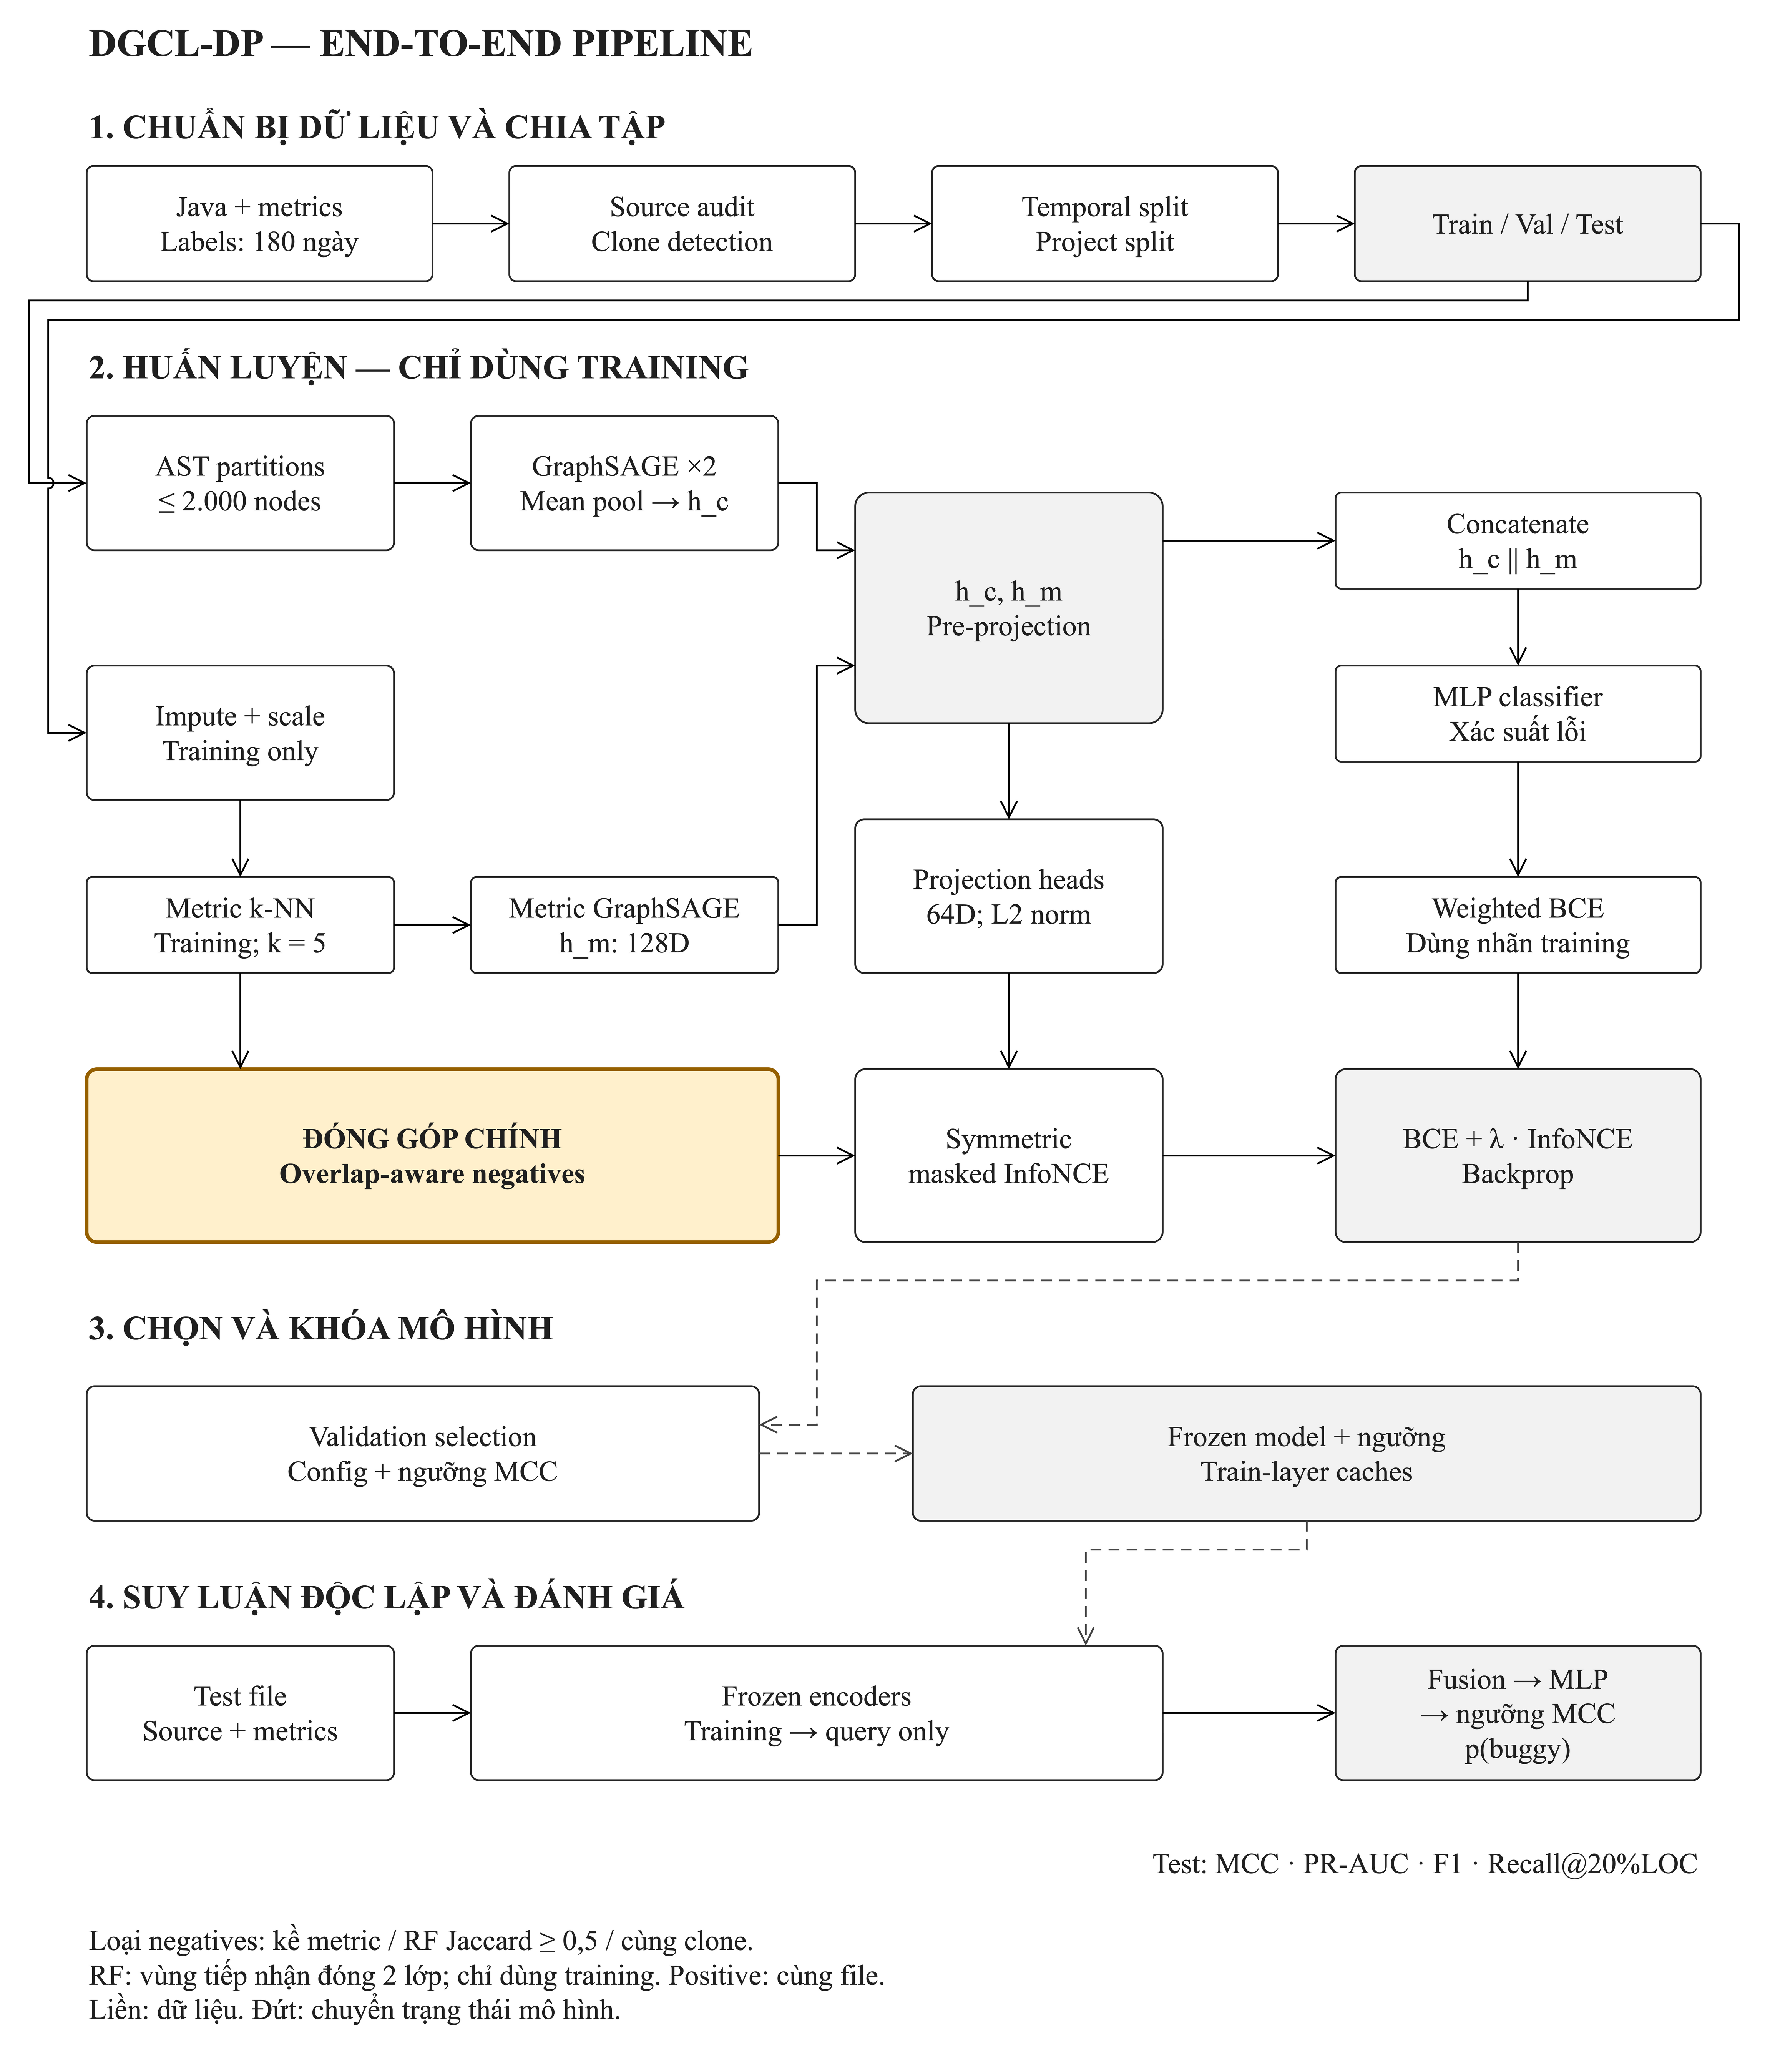 DGCL-DP — END-TO-END PIPELINE
1. CHUẨN BỊ DỮ LIỆU VÀ CHIA TẬP
Java + metrics
Labels: 180 ngày
Source audit
Clone detection
Temporal split
Project split
Train / Val / Test
2. HUẤN LUYỆN — CHỈ DÙNG TRAINING
AST partitions
≤ 2.000 nodes
GraphSAGE ×2
Mean pool → h_c
h_c, h_m
Pre-projection
Concatenate
h_c || h_m
Impute + scale
Training only
MLP classifier
Xác suất lỗi
Metric k-NN
Training; k = 5
Metric GraphSAGE
h_m: 128D
Projection heads
64D; L2 norm
Weighted BCE
Dùng nhãn training
ĐÓNG GÓP CHÍNH
Overlap-aware negatives
Symmetric
masked InfoNCE
BCE + λ · InfoNCE
Backprop
3. CHỌN VÀ KHÓA MÔ HÌNH
Validation selection
Config + ngưỡng MCC
Frozen model + ngưỡng
Train-layer caches
4. SUY LUẬN ĐỘC LẬP VÀ ĐÁNH GIÁ
Test file
Source + metrics
Frozen encoders
Training → query only
Fusion → MLP
→ ngưỡng MCC
p(buggy)
Test: MCC · PR-AUC · F1 · Recall@20%LOC
Loại negatives: kề metric / RF Jaccard ≥ 0,5 / cùng clone.
RF: vùng tiếp nhận đóng 2 lớp; chỉ dùng training. Positive: cùng file.
Liền: dữ liệu. Đứt: chuyển trạng thái mô hình.